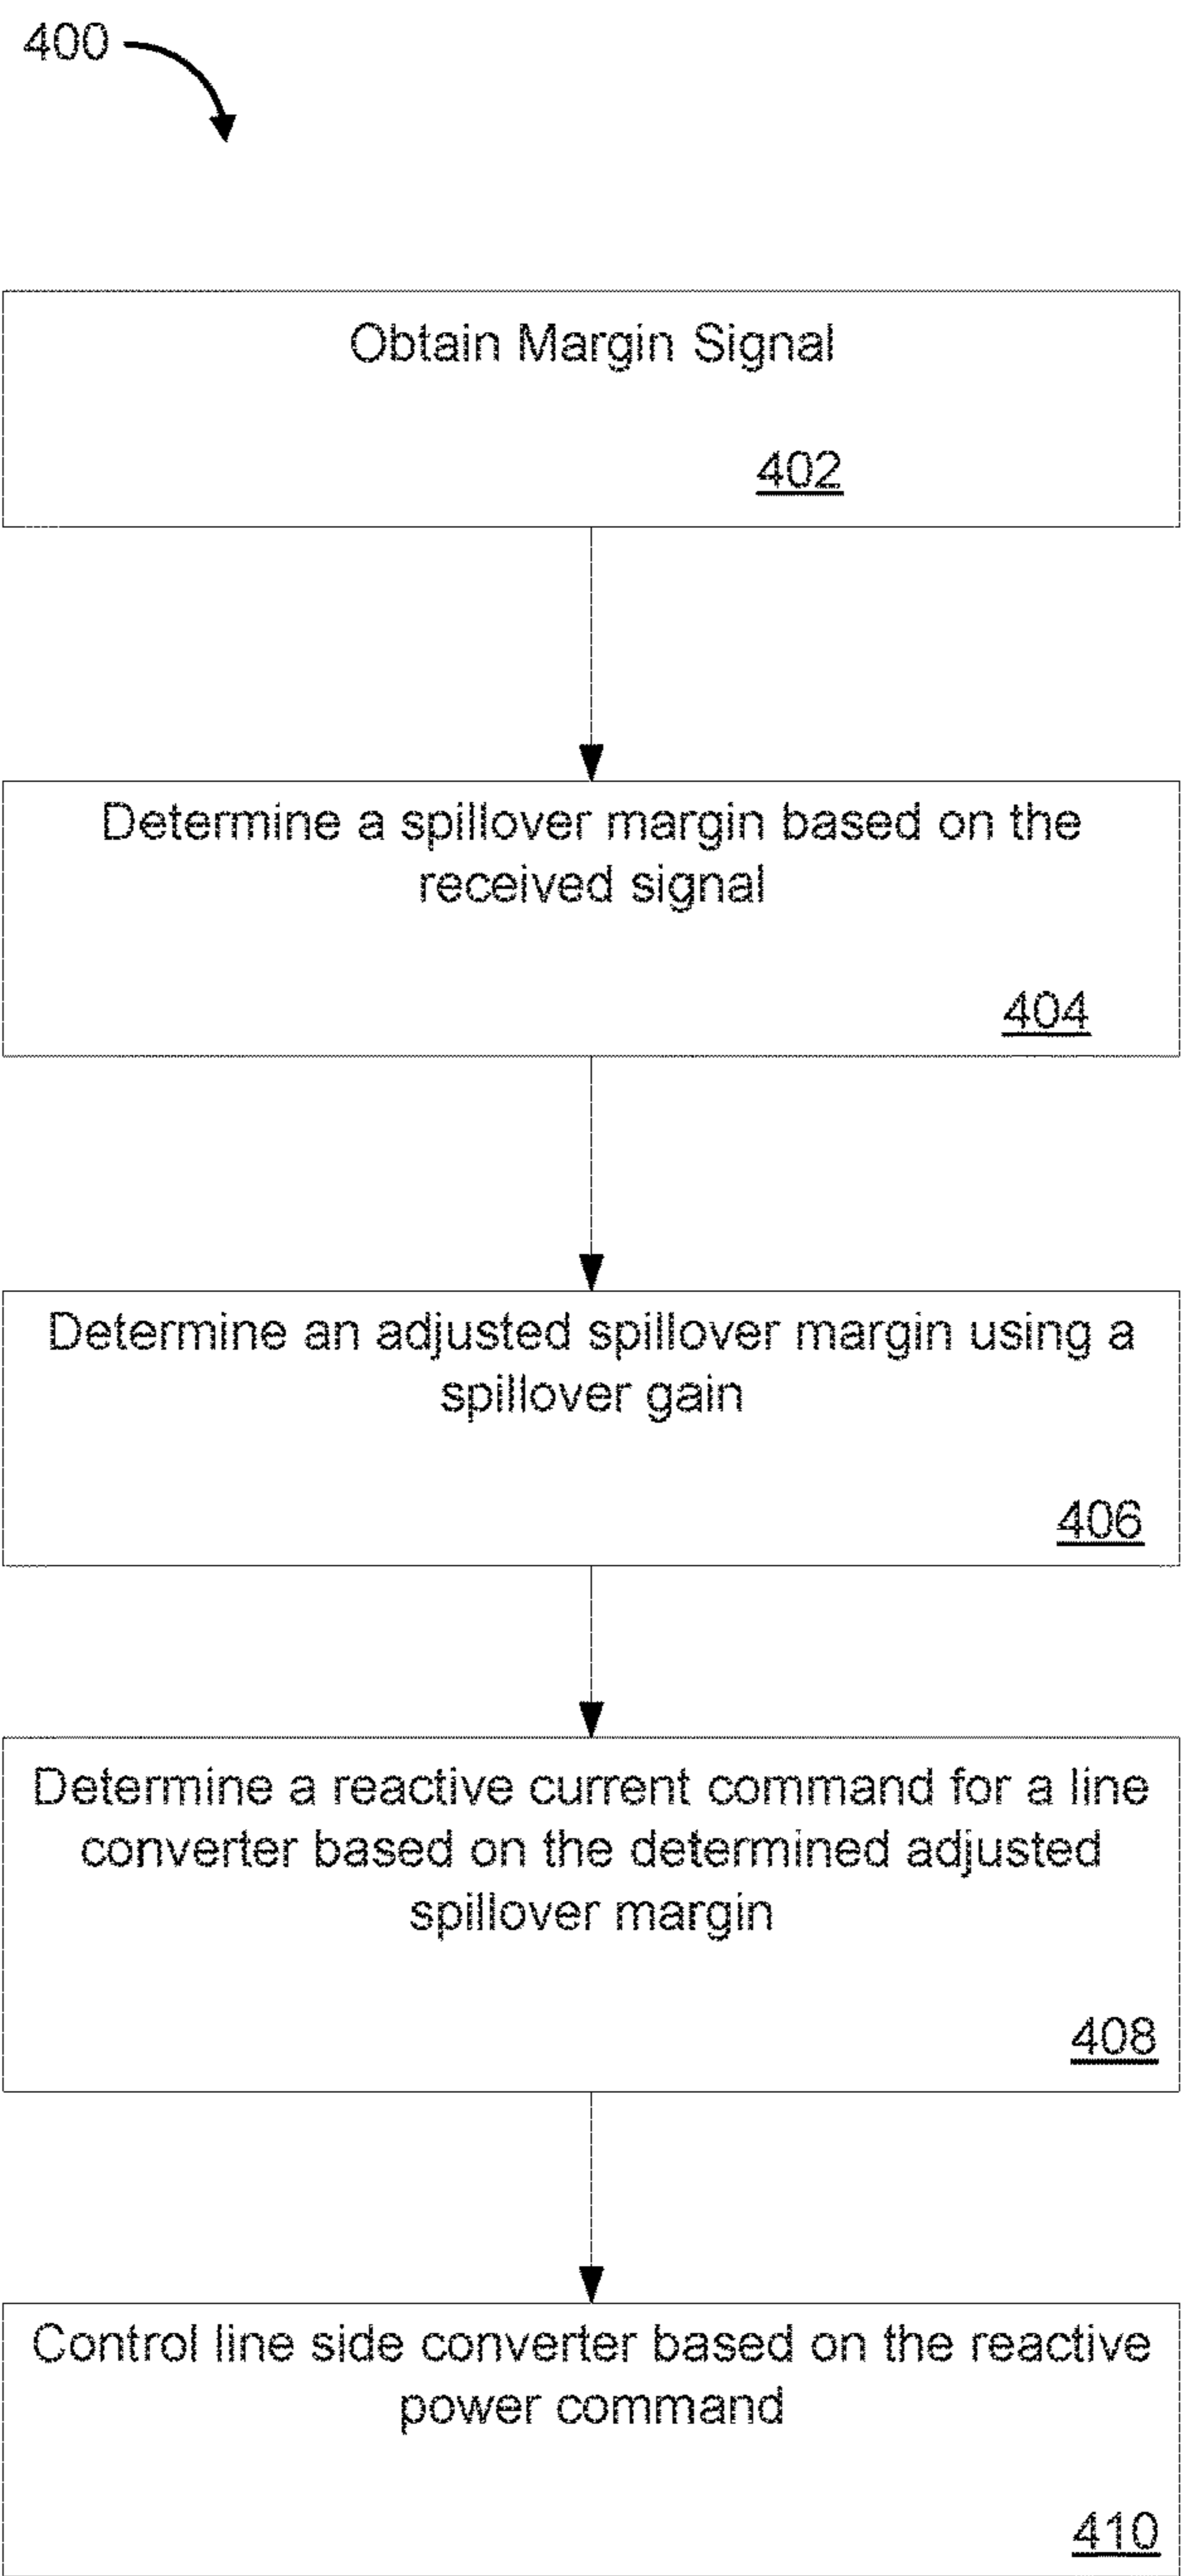 400
Obtain Margin Signal
402
Determine a spillover margin based on the
received signal
404
Determine an adjusted spillover margin using a
spillover gain
406
Determine a reactive current command for a line
converter based on the determined adjusted
spillover margin
408
Control line side converter based on the reactive
power command
410